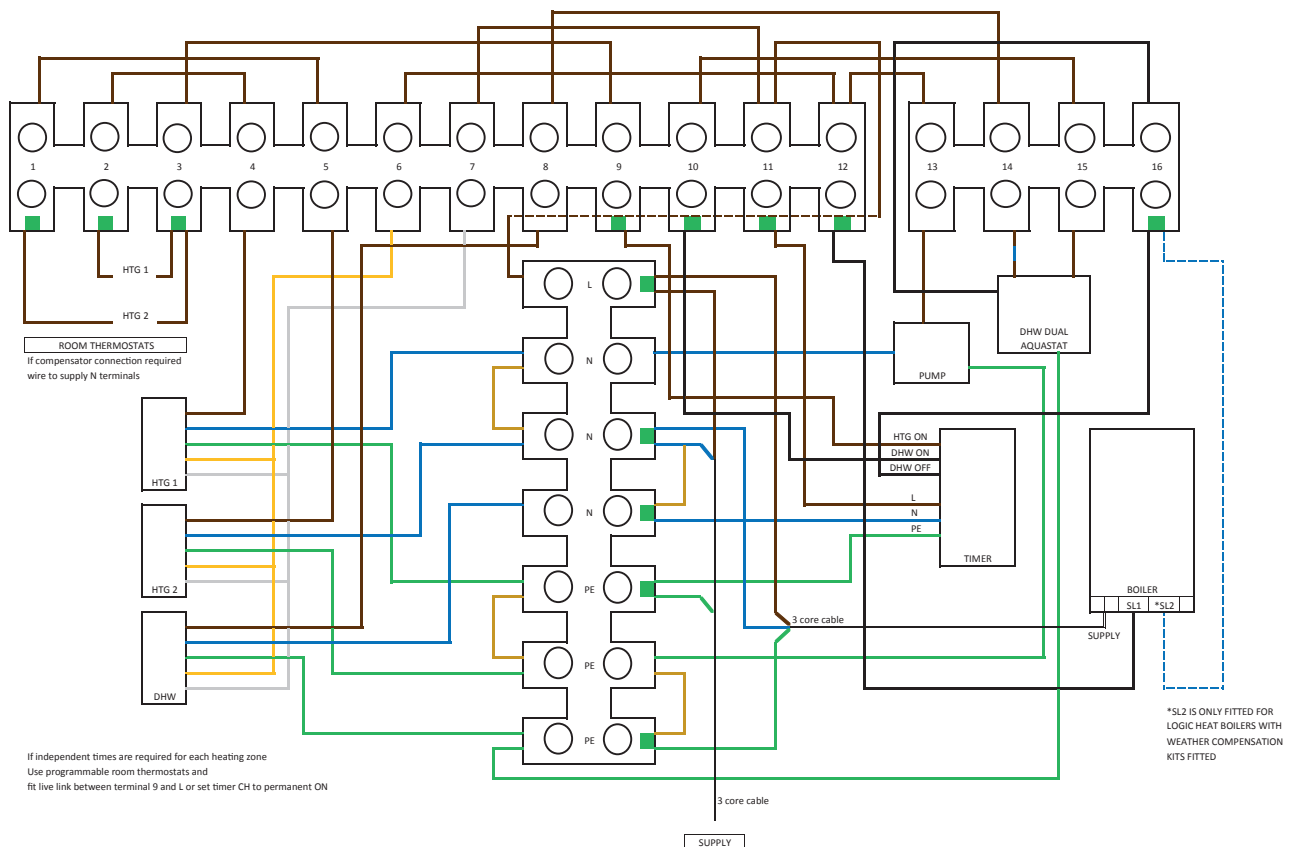 1 2 3 4 5 6 7 8 9 10 11 12 13 14 15 16
HTG 1
HTG 2
ROOM THERMOSTATS
If compensator connection required
wire to supply N terminals
L
N
N
N
PE
PE
PE
HTG 1
HTG 2
DHW
DHW DUAL
AQUASTAT
PUMP
HTG ON
DHW ON
DHW OFF
L
N
PE
TIMER
BOILER
SL1 *SL2
SUPPLY
3 core cable
*SL2 IS ONLY FITTED FOR
LOGIC HEAT BOILERS WITH
WEATHER COMPENSATION
KITS FITTED
If independent times are required for each heating zone
Use programmable room thermostats and
fit live link between terminal 9 and L or set timer CH to permanent ON
3 core cable
SUPPLY